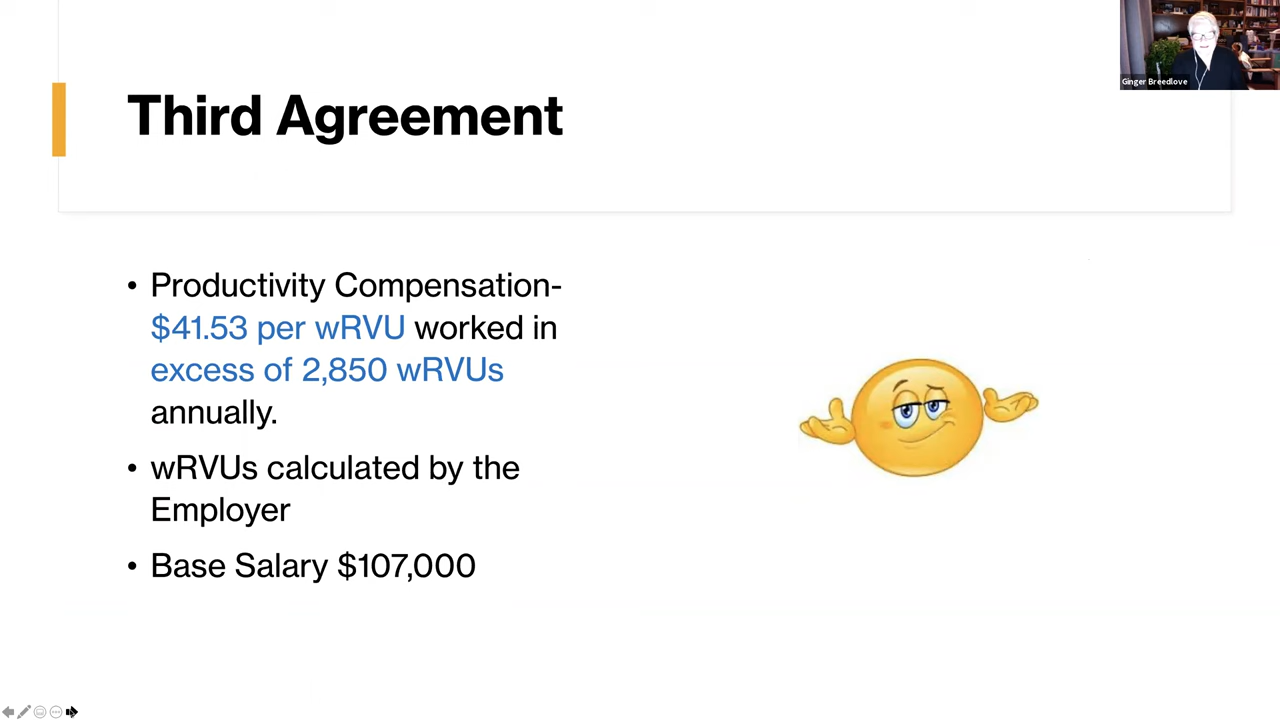 Ginger Breedlove
Third Agreement
• Productivity Compensation-
$41.53 per wRVU worked in
excess of 2,850 wRVUs
annually.
• wRVUs calculated by the
Employer
• Base Salary $107,000